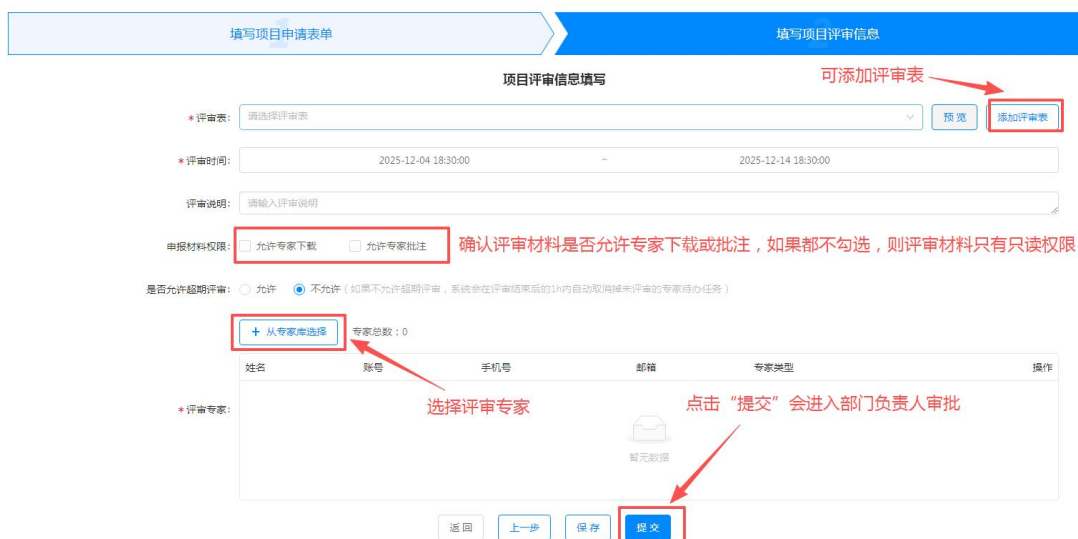 1 填写项目申请表单
2 填写项目评审信息
项目评审信息填写
可添加评审表
* 评审表: 请选择评审表 预 览 添加评审表
* 评审时间: 2025-12-04 18:30:00 ~ 2025-12-14 18:30:00
评审说明: 请输入评审说明
申报材料权限: 允许专家下载 允许专家批注 确认评审材料是否允许专家下载或批注，如果都不勾选，则评审材料只有只读权限
是否允许超期评审: 允许 不允许 ( 如果不允许超期评审，系统会在评审结束后的1h内自动取消掉未评审的专家待办任务 )
+ 从专家库选择 专家总数：0
姓名 账号 手机号 邮箱 专家类型 操作
* 评审专家:
选择评审专家
点击“提交”会进入部门负责人审批
暂无数据
返 回 上一步 保 存 提 交